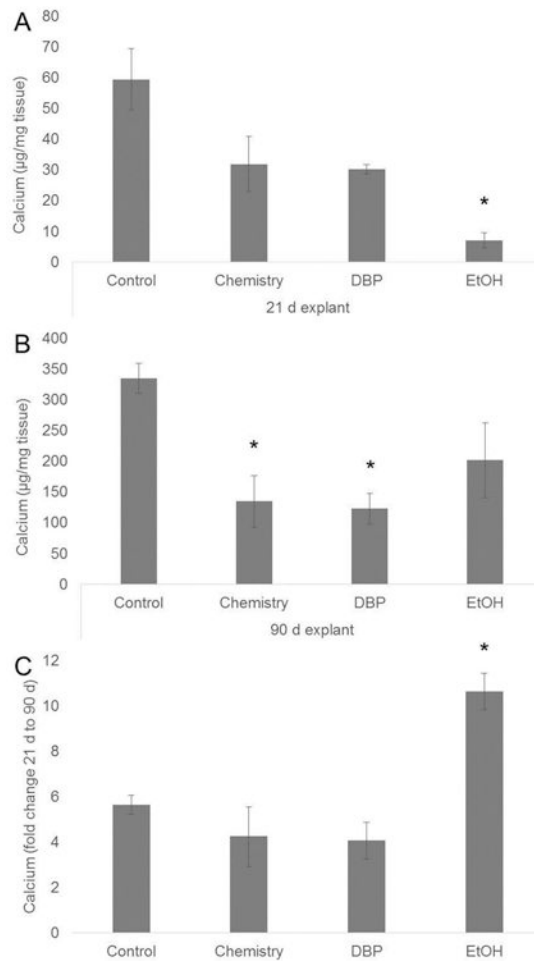 A
Calcium (µg/mg tissue)
80
70
60
50
40
30
20
10
0
*
Control Chemistry DBP EtOH
21 d explant
B
Calcium (µg/mg tissue)
400
350
300
250
200
150
100
50
0
* *
Control Chemistry DBP EtOH
90 d explant
C
Calcium (fold change 21 d to 90 d)
12
10
8
6
4
2
0
*
Control Chemistry DBP EtOH